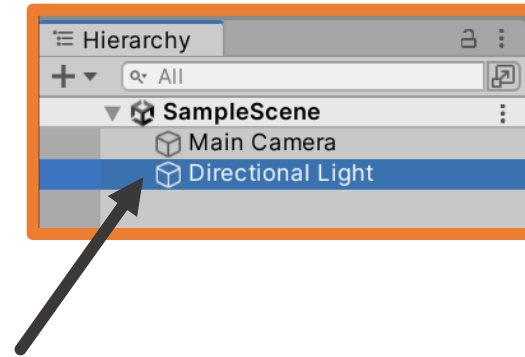 Hierarchy
All
SampleScene
Main Camera
Directional Light